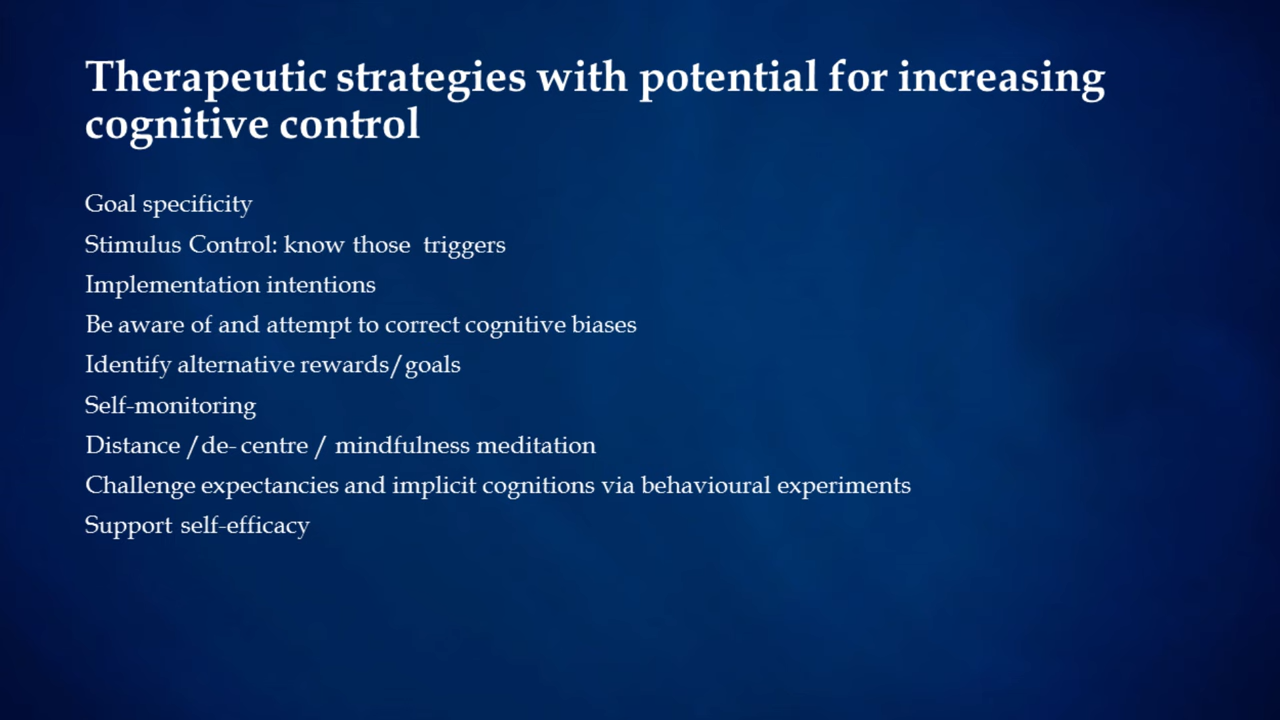 Therapeutic strategies with potential for increasing
cognitive control
Goal specificity
Stimulus Control: know those triggers
Implementation intentions
Be aware of and attempt to correct cognitive biases
Identify alternative rewards/goals
Self-monitoring
Distance /de- centre / mindfulness meditation
Challenge expectancies and implicit cognitions via behavioural experiments
Support self-efficacy